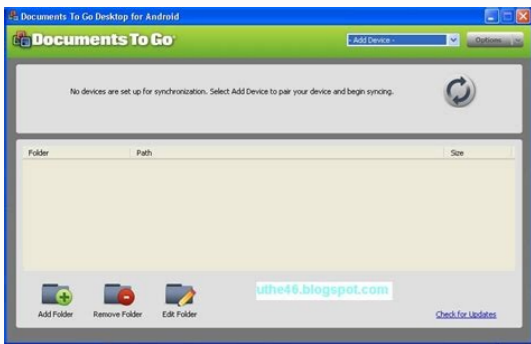 Documents To Go Desktop for Android
Documents To Go
- Add Device -
Options
No devices are set up for synchronization. Select Add Device to pair your device and begin syncing.
Folder Path Size
uthe46.blogspot.com
Add Folder Remove Folder Edit Folder Check for Updates